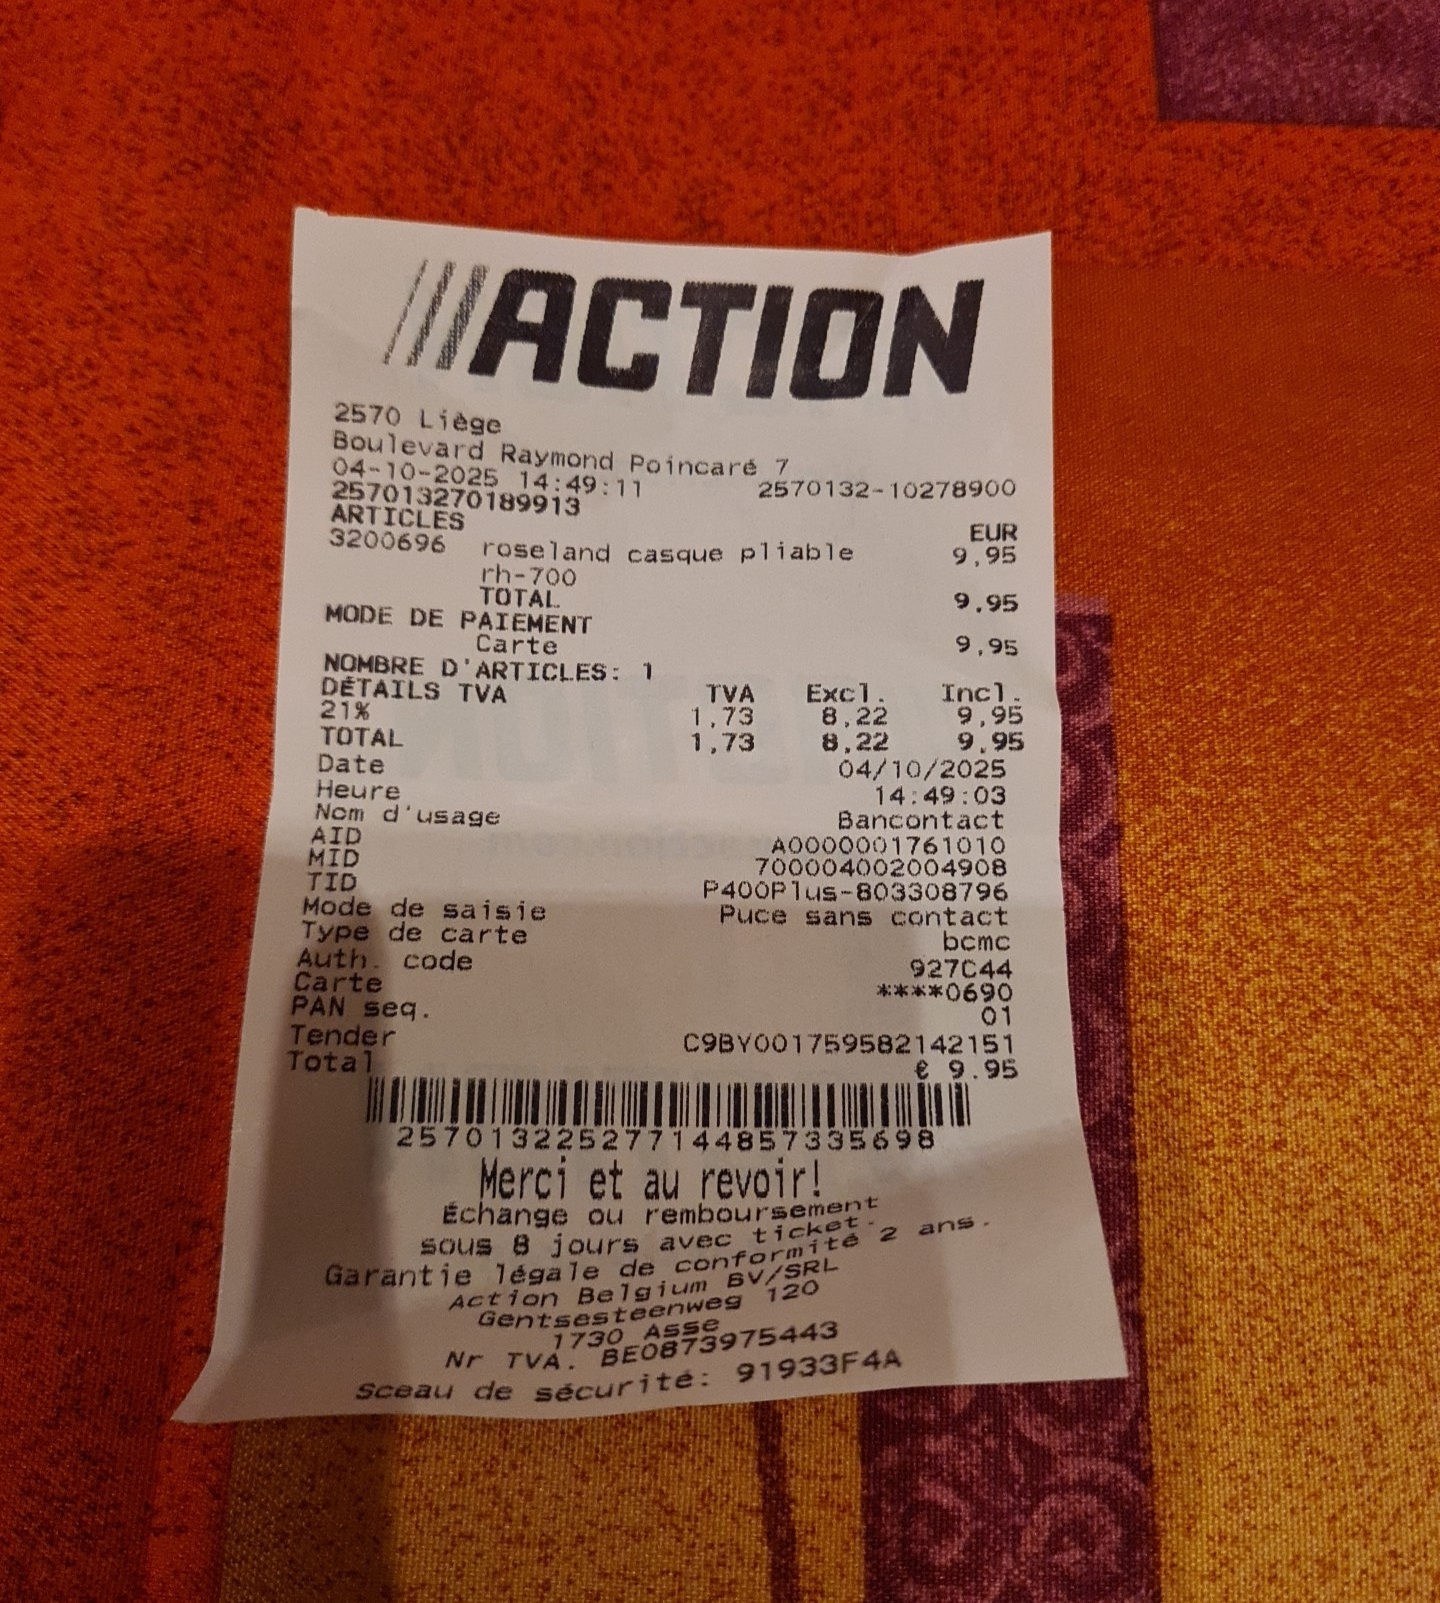 ACTION
2570 Liège
Boulevard Raymond Poincaré 7
04-10-2025 14:49:11 2570132-10278900
257013270189913
ARTICLES EUR
3200696 roseland casque pliable 9,95
rh-700
TOTAL 9.95
MODE DE PAIEMENT
Carte 9,95
NOMBRE D'ARTICLES: 1
DÉTAILS TVA TVA Excl. Incl.
21% 1,73 8,22 9,95
TOTAL 1,73 8,22 9,95
Date 04/10/2025
Heure 14:49:03
Nom d'usage Bancontact
AID A0000001761010
MID 700004002004908
TID P400Plus-803308796
Mode de saisie Puce sans contact
Type de carte bcmc
Auth. code 927C44
Carte ****0690
PAN seq. 01
Tender C9BY001759582142151
Total € 9.95
257013225277144857335698
Merci et au revoir!
Échange ou remboursement
sous 8 jours avec ticket.
Garantie légale de conformité 2 ans.
Action Belgium BV/SRL
Gentsesteenweg 120
1730 Asse
Nr TVA. BE0873975443
Sceau de sécurité: 91933F4A